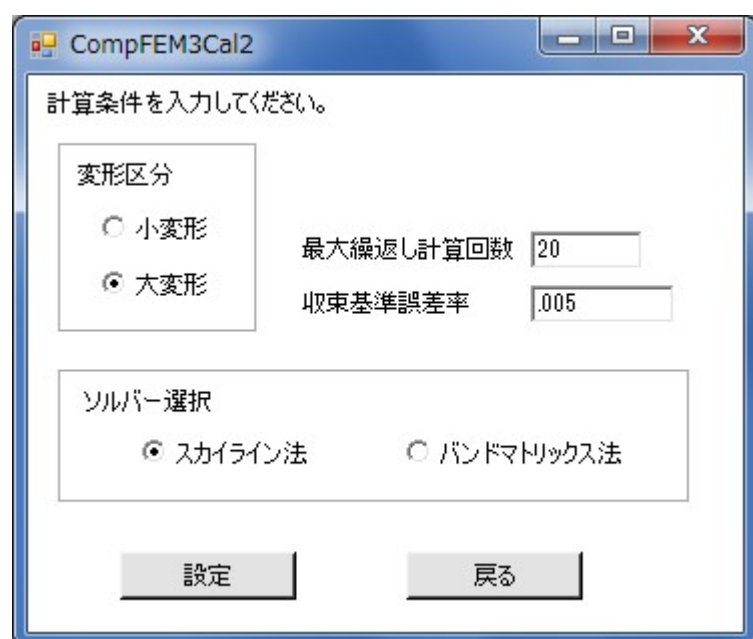 CompFEM3Cal2
計算条件を入力してください。
変形区分
小変形
大変形
最大繰返し計算回数 20
収束基準誤差率 .005
ソルバー選択
スカイライン法 バンドマトリックス法
設定 戻る